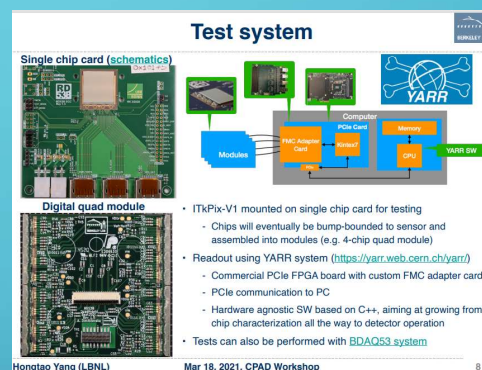 Test system
BERKELEY
Single chip card (schematics)
RD
53
YARR
Computer
PCIe Card
Memory
FMC Adapter
Card
Kintex7
CPU
YARR SW
Modules
Digital quad module
• ITkPix-V1 mounted on single chip card for testing
- Chips will eventually be bump-bounded to sensor and
assembled into modules (e.g. 4-chip quad module)
• Readout using YARR system (https://yarr.web.cern.ch/yarr/)
- Commercial PCIe FPGA board with custom FMC adapter card
- PCIe communication to PC
- Hardware agnostic SW based on C++, aiming at growing from
chip characterization all the way to detector operation
• Tests can also be performed with BDAQ53 system
Hongtao Yang (LBNL)
Mar 18, 2021, CPAD Workshop
8